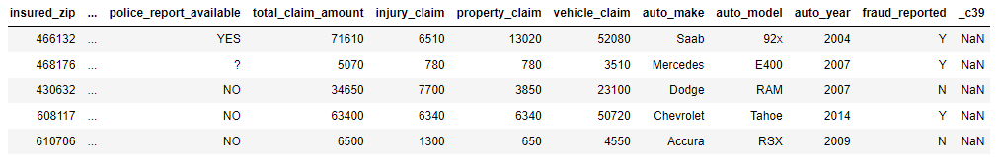 insured_zip ... police_report_available total_claim_amount injury_claim property_claim vehicle_claim auto_make auto_model auto_year fraud_reported _c39
466132 ... YES 71610 6510 13020 52080 Saab 92x 2004 Y NaN
468176 ... ? 5070 780 780 3510 Mercedes E400 2007 Y NaN
430632 ... NO 34650 7700 3850 23100 Dodge RAM 2007 N NaN
608117 ... NO 63400 6340 6340 50720 Chevrolet Tahoe 2014 Y NaN
610706 ... NO 6500 1300 650 4550 Accura RSX 2009 N NaN